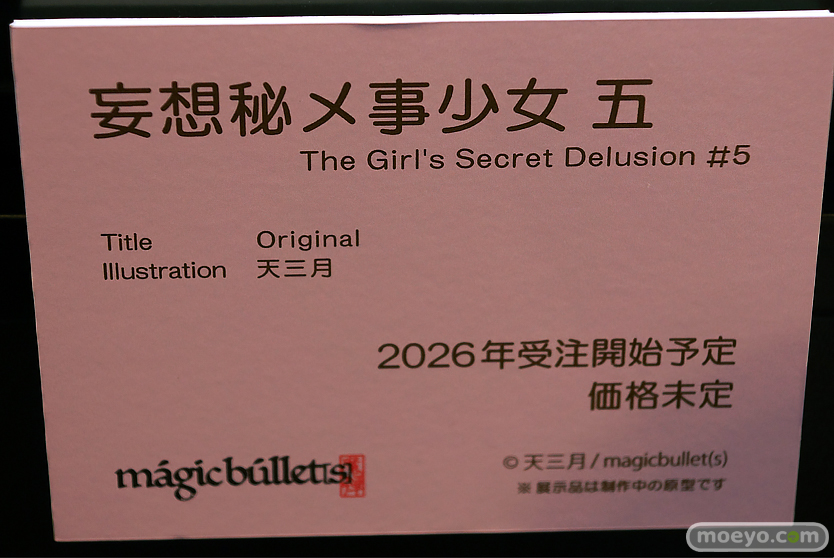 妄想秘メ事少女 五
The Girl's Secret Delusion #5
Title Original
Illustration 天三月
2026年受注開始予定
価格未定
mágicbúllet[s]
© 天三月 / magicbullet(s)
※ 展示品は制作中の原型です
moeyo.com